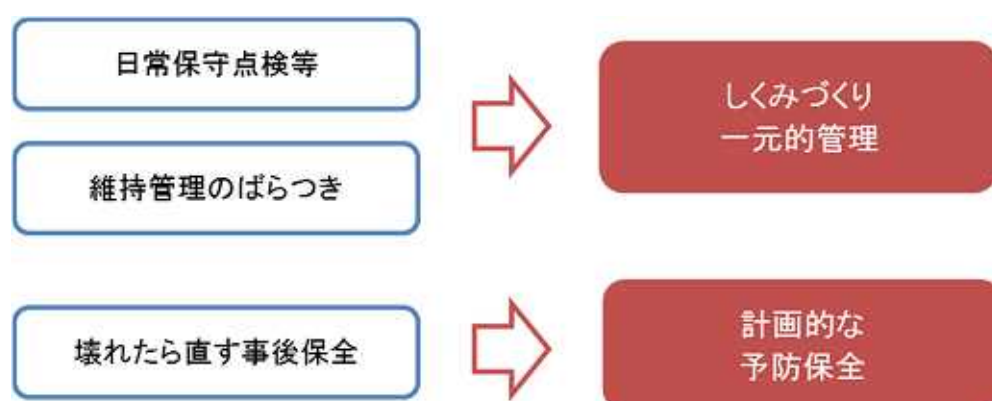 日常保守点検等
しくみづくり
一元的管理
維持管理のばらつき
壊れたら直す事後保全
計画的な
予防保全